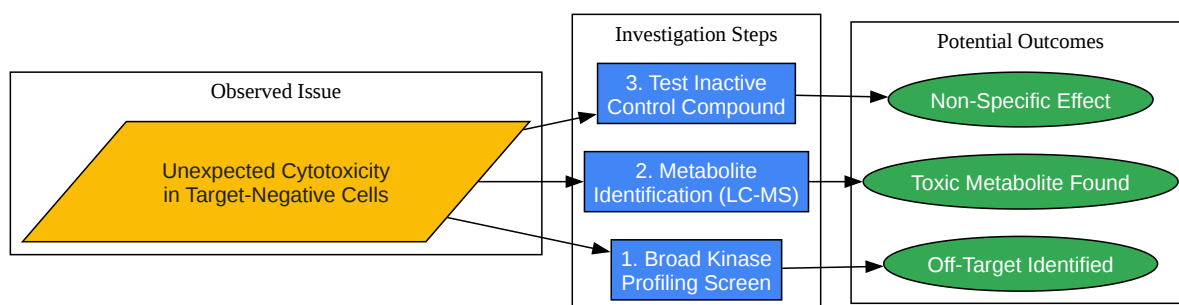 Observed Issue
Unexpected Cytotoxicity
in Target-Negative Cells
Investigation Steps
3. Test Inactive
Control Compound
2. Metabolite
Identification (LC-MS)
1. Broad Kinase
Profiling Screen
Potential Outcomes
Non-Specific Effect
Toxic Metabolite Found
Off-Target Identified